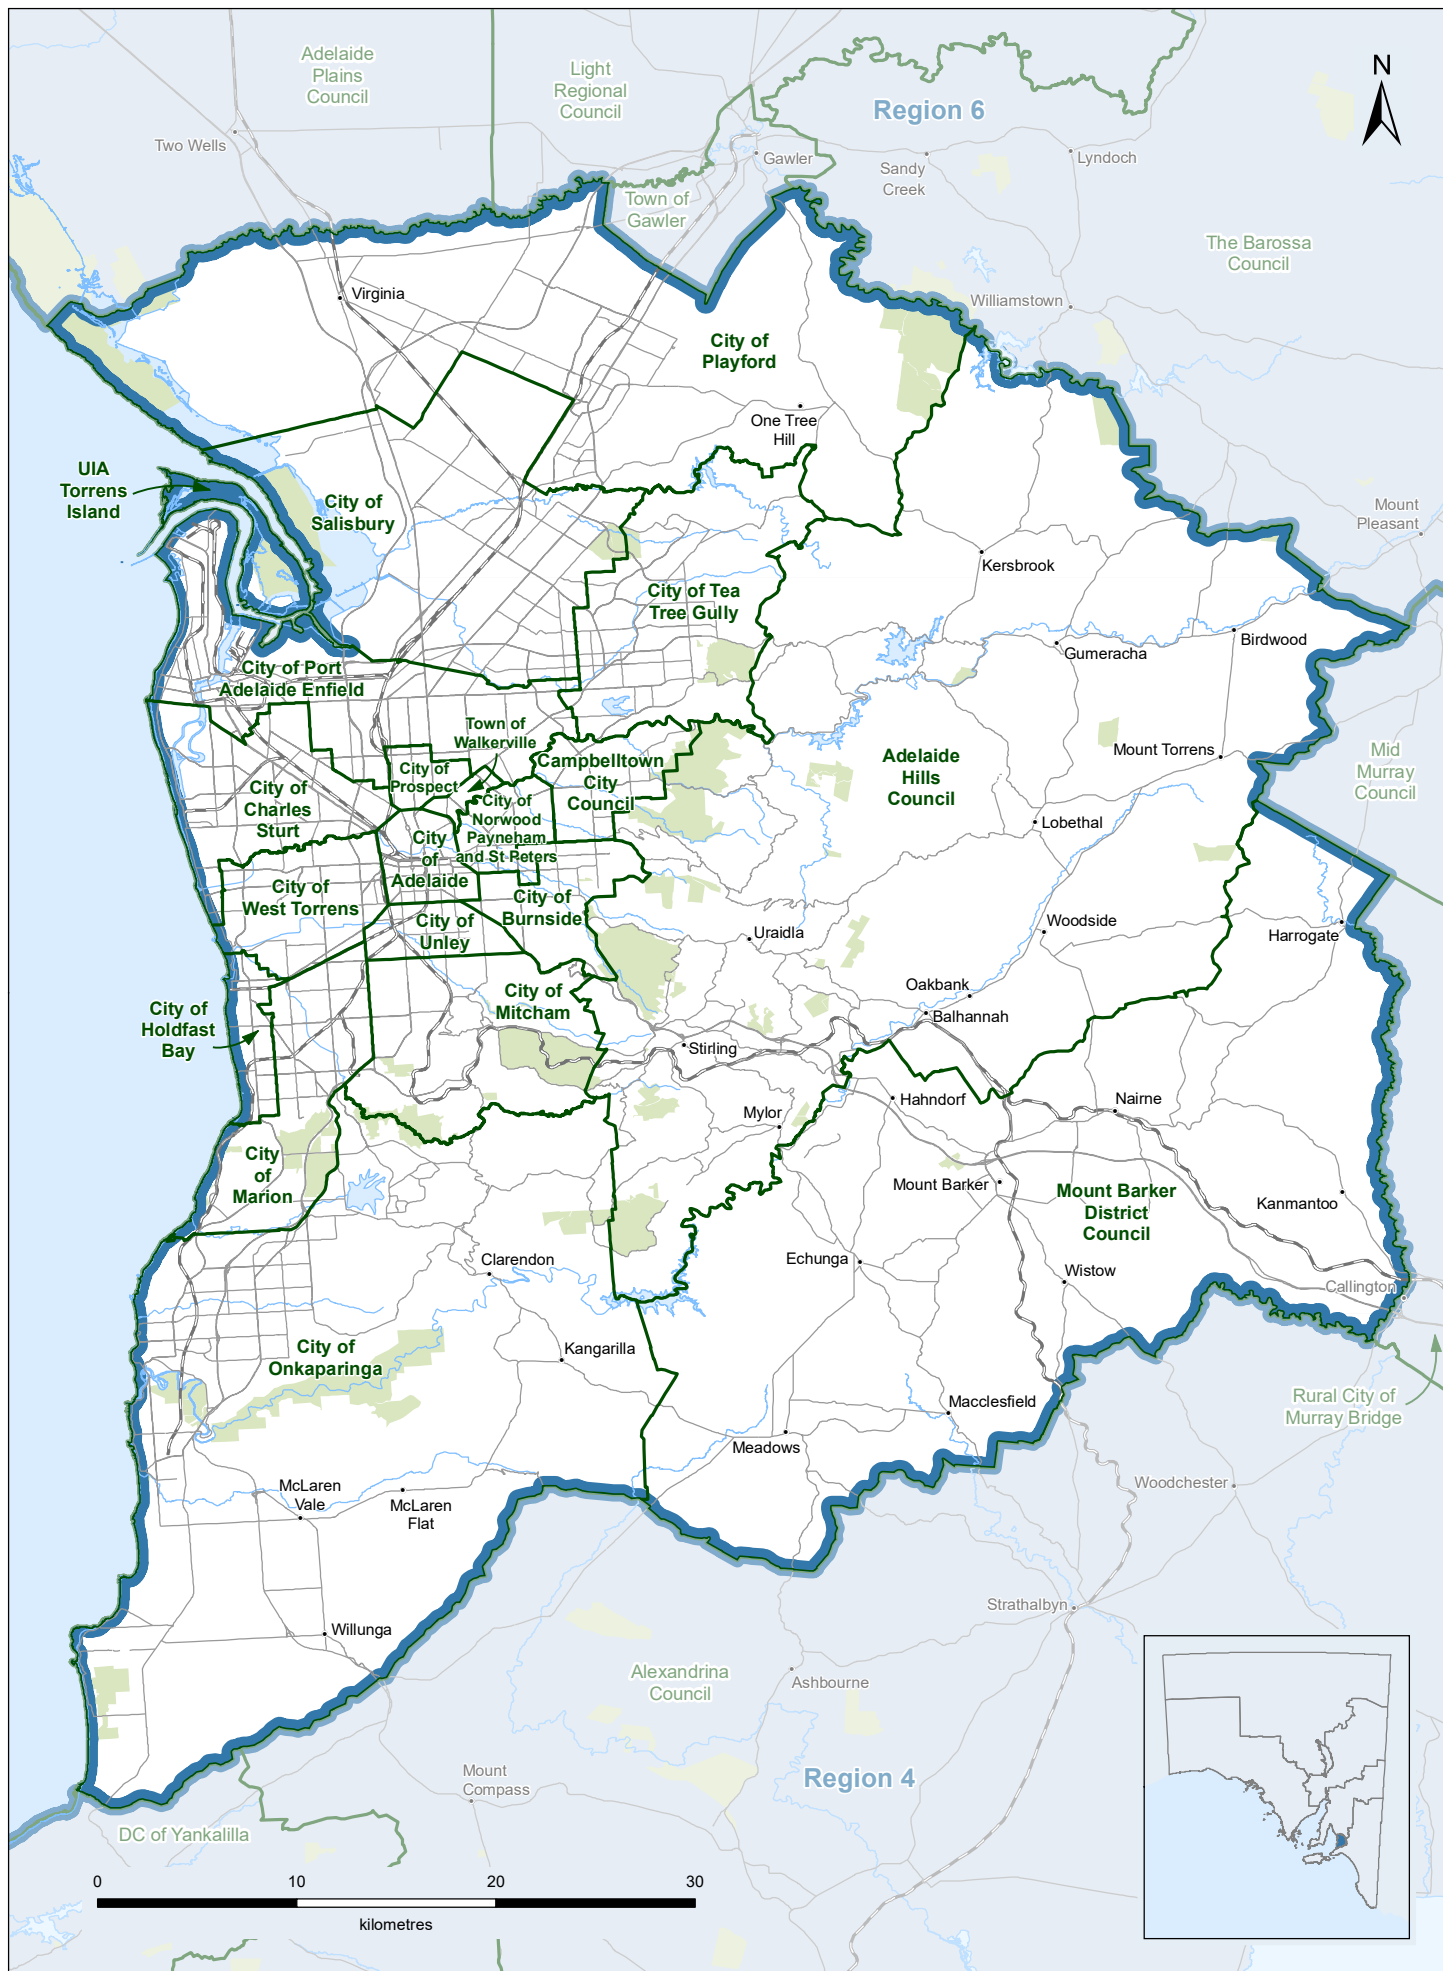 N
Adelaide
Plains
Council
Light
Regional
Council
Region 6
Two Wells
Gawler
Sandy
Creek
Lyndoch
Town of
Gawler
The Barossa
Council
Virginia
Williamstown
City of
Playford
One Tree
Hill
UIA
Torrens
Island
City of
Salisbury
Mount
Pleasant
Kersbrook
City of Tea
Tree Gully
Birdwood
Gumeracha
City of Port
Adelaide Enfield
Town of
Walkerville
Mount Torrens
Mid
Murray
Council
Campbelltown
City
Council
Adelaide
Hills
Council
City of
Prospect
City of
Charles
Sturt
City of
Norwood
Payneham
and St Peters
Lobethal
City
of
Adelaide
City of
West Torrens
City of
Burnside
City of
Unley
Uraidla
Woodside
Harrogate
Oakbank
Balhannah
City of
Mitcham
City of
Holdfast
Bay
Stirling
Hahndorf
Nairne
Mylor
City
of
Marion
Mount Barker
Mount Barker
District
Council
Kanmantoo
Clarendon
Echunga
Wistow
Callington
City of
Onkaparinga
Kangarilla
Rural City of
Murray Bridge
Macclesfield
Meadows
McLaren
Vale
McLaren
Flat
Woodchester
Strathalbyn
Willunga
Alexandrina
Council
Ashbourne
Mount
Compass
Region 4
DC of Yankalilla
0 10 20 30
kilometres